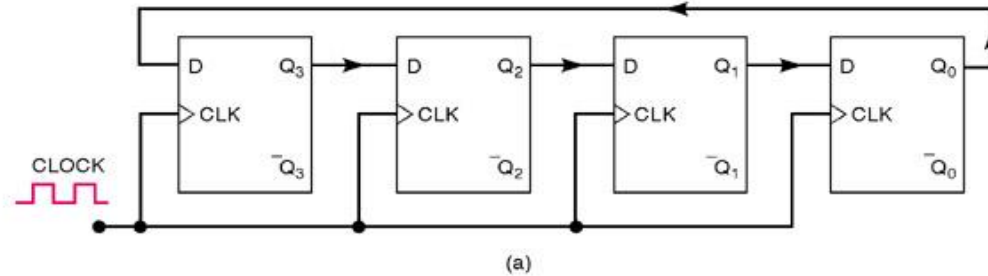 D Q₃ D Q₂ D Q₁ D Q₀
CLK CLK CLK CLK
CLOCK
Q̅₃ Q̅₂ Q̅₁ Q̅₀
(a)